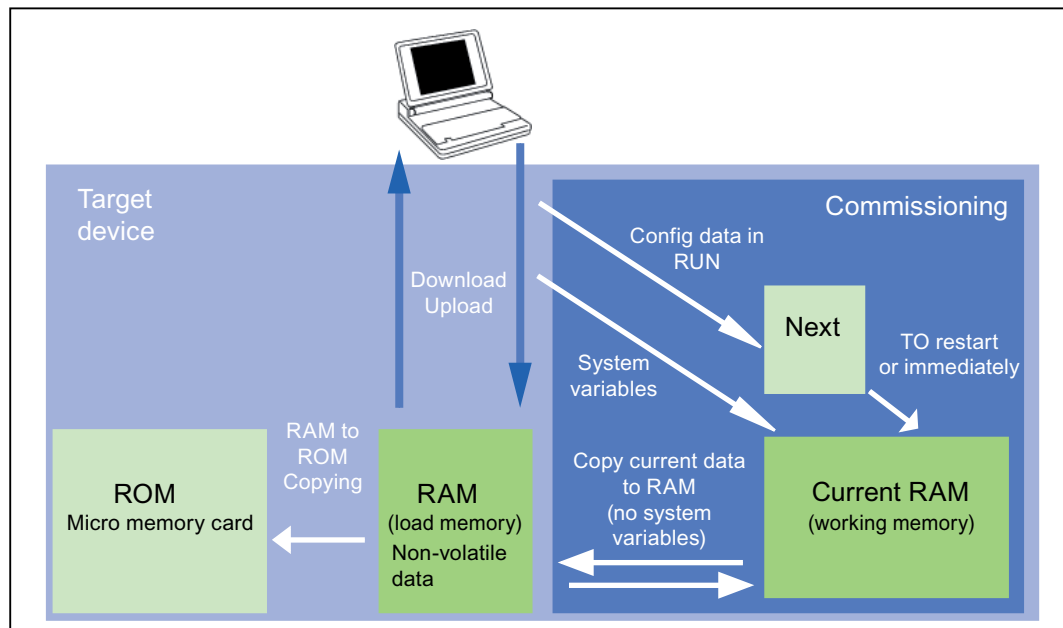 Target
device
Commissioning
Config data in
RUN
Download
Upload
Next
TO restart
or immediately
System
variables
RAM to
ROM
Copying
Copy current data
to RAM
(no system
variables)
ROM
Micro memory card
RAM
(load memory)
Non-volatile
data
Current RAM
(working memory)